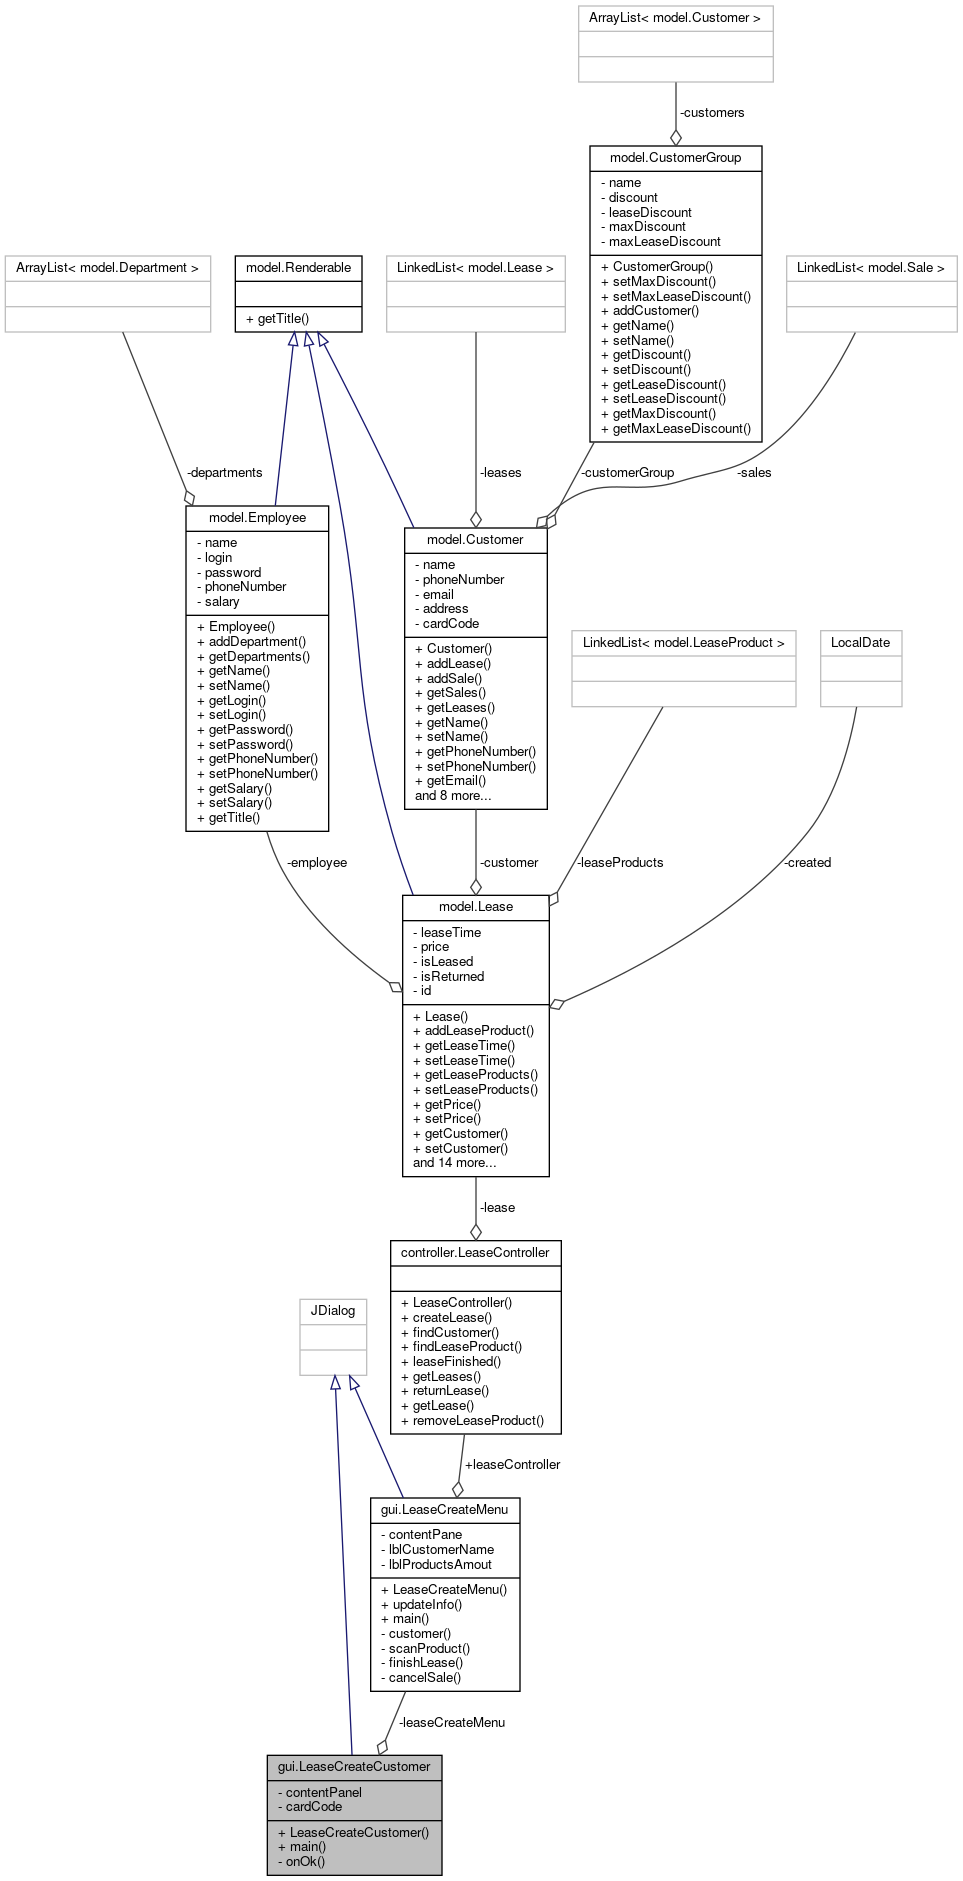 ArrayList< model.Customer >
-customers
model.CustomerGroup
- name
- discount
- leaseDiscount
- maxDiscount
- maxLeaseDiscount
+ CustomerGroup()
+ setMaxDiscount()
+ setMaxLeaseDiscount()
+ addCustomer()
+ getName()
+ setName()
+ getDiscount()
+ setDiscount()
+ getLeaseDiscount()
+ setLeaseDiscount()
+ getMaxDiscount()
+ getMaxLeaseDiscount()
ArrayList< model.Department >
model.Renderable
+ getTitle()
LinkedList< model.Lease >
LinkedList< model.Sale >
-departments
-leases
-customerGroup
-sales
model.Employee
- name
- login
- password
- phoneNumber
- salary
+ Employee()
+ addDepartment()
+ getDepartments()
+ getName()
+ setName()
+ getLogin()
+ setLogin()
+ getPassword()
+ setPassword()
+ getPhoneNumber()
+ setPhoneNumber()
+ getSalary()
+ setSalary()
+ getTitle()
model.Customer
- name
- phoneNumber
- email
- address
- cardCode
+ Customer()
+ addLease()
+ addSale()
+ getSales()
+ getLeases()
+ getName()
+ setName()
+ getPhoneNumber()
+ setPhoneNumber()
+ getEmail()
and 8 more...
LinkedList< model.LeaseProduct >
LocalDate
-employee
-customer
-leaseProducts
-created
model.Lease
- leaseTime
- price
- isLeased
- isReturned
- id
+ Lease()
+ addLeaseProduct()
+ getLeaseTime()
+ setLeaseTime()
+ getLeaseProducts()
+ setLeaseProducts()
+ getPrice()
+ setPrice()
+ getCustomer()
+ setCustomer()
and 14 more...
-lease
controller.LeaseController
+ LeaseController()
+ createLease()
+ findCustomer()
+ findLeaseProduct()
+ leaseFinished()
+ getLeases()
+ returnLease()
+ getLease()
+ removeLeaseProduct()
JDialog
+leaseController
gui.LeaseCreateMenu
- contentPane
- lblCustomerName
- lblProductsAmout
+ LeaseCreateMenu()
+ updateInfo()
+ main()
- customer()
- scanProduct()
- finishLease()
- cancelSale()
-leaseCreateMenu
gui.LeaseCreateCustomer
- contentPanel
- cardCode
+ LeaseCreateCustomer()
+ main()
- onOk()